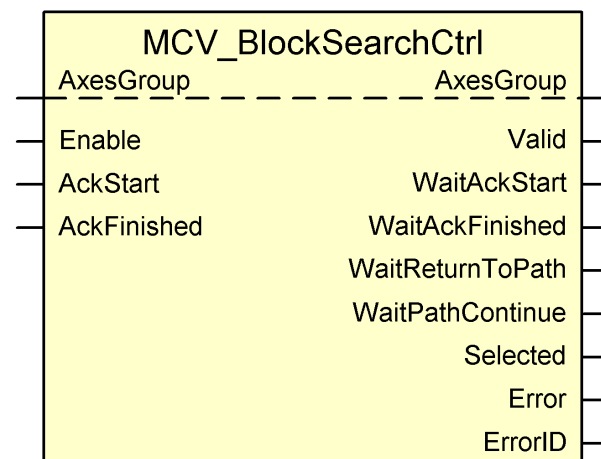 MCV_BlockSearchCtrl
AxesGroup AxesGroup
Enable Valid
AckStart WaitAckStart
AckFinished WaitAckFinished
WaitReturnToPath
WaitPathContinue
Selected
Error
ErrorID